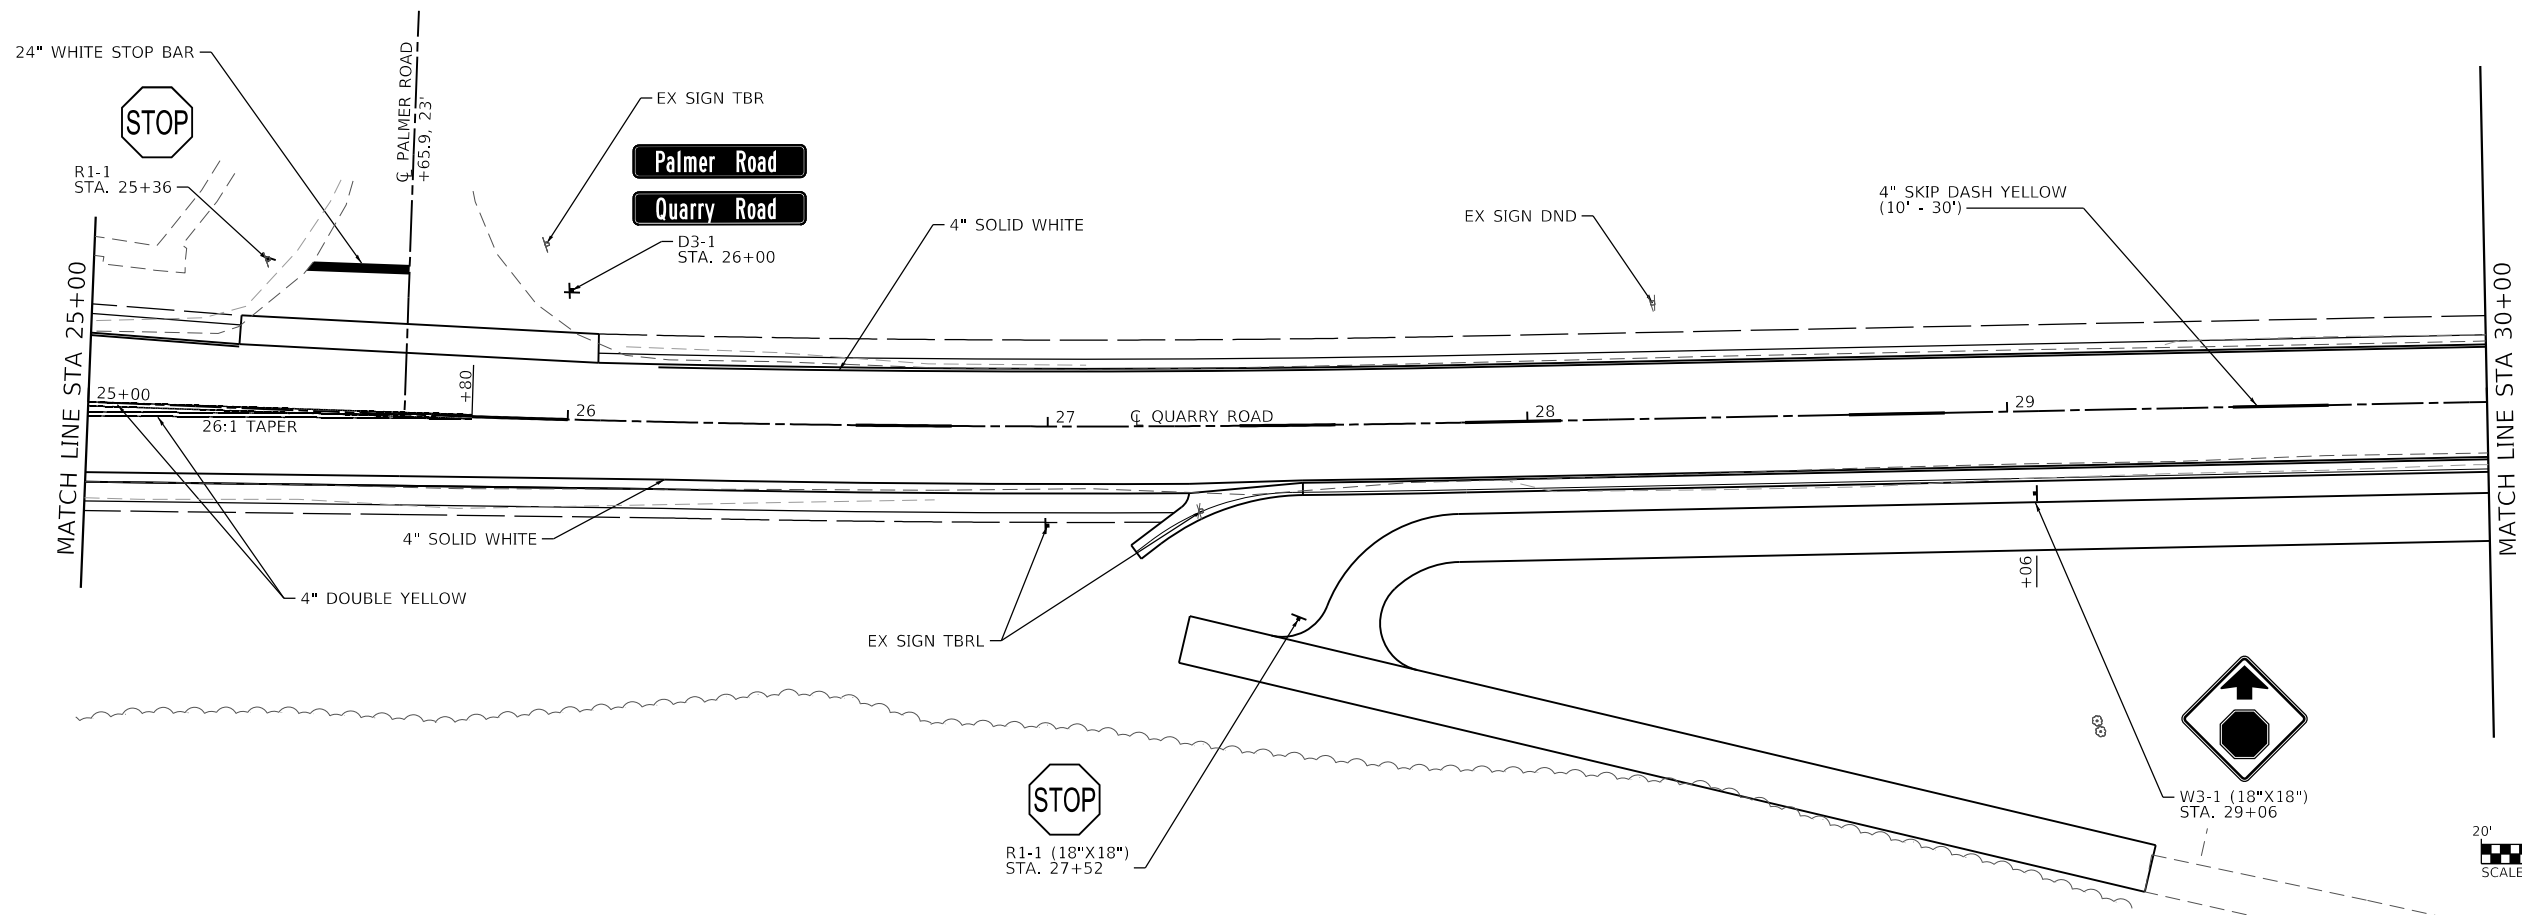 24" WHITE STOP BAR
STOP
R1-1
STA. 25+36
℄ PALMER ROAD
+65.9, 23'
EX SIGN TBR
Palmer Road
Quarry Road
D3-1
STA. 26+00
4" SOLID WHITE
EX SIGN DND
4" SKIP DASH YELLOW
(10' - 30')
MATCH LINE STA 25+00
25+00
26:1 TAPER
+80
26
27
℄ QUARRY ROAD
28
29
MATCH LINE STA 30+00
4" SOLID WHITE
4" DOUBLE YELLOW
EX SIGN TBRL
+06
STOP
R1-1 (18"X18")
STA. 27+52
W3-1 (18"X18")
STA. 29+06
20'
SCALE